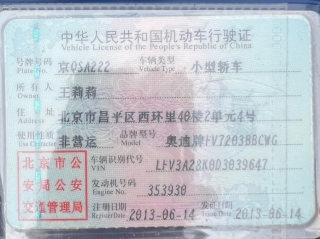 中华人民共和国机动车行驶证
Vehicle License of the People's Republic of China
号牌号码 Plate No. 京QSA222 车辆类型 Vehicle Type 小型轿车
所有人 Owner 王莉莉
住址 Address 北京市昌平区西环里40楼2单元4号
使用性质 Use Character 非营运 品牌型号 Model 奥迪牌FV7203BBCWG
北京市公安局公安交通管理局
车辆识别代号 VIN LFV3A28K0D3039647
发动机号码 Engine No. 353930
注册日期 Register Date 2013-06-14 发证日期 Issue Date 2013-06-14